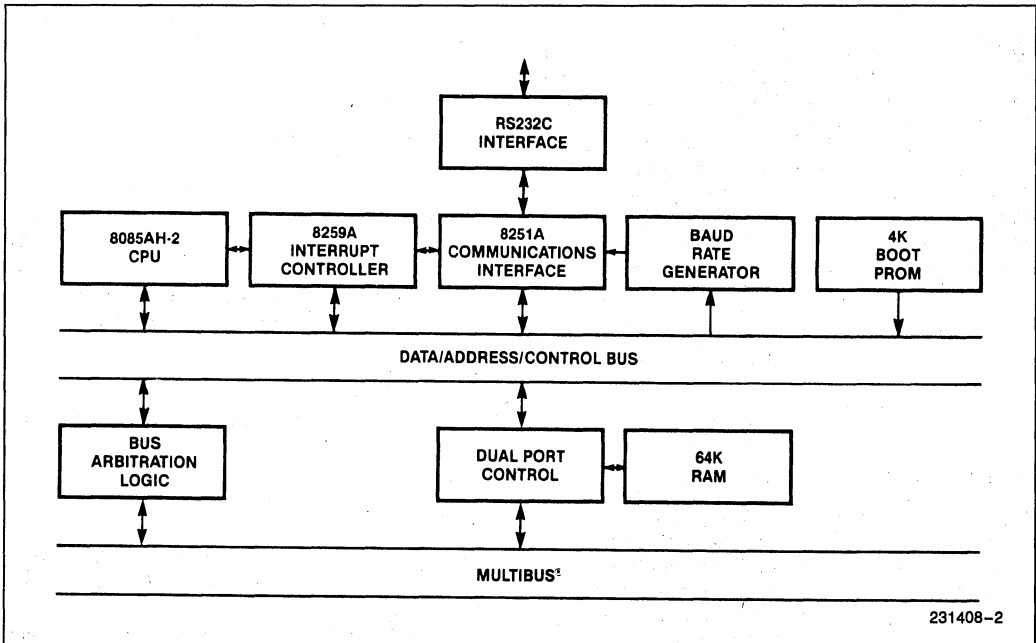 RS232C
INTERFACE
8085AH-2
CPU
8259A
INTERRUPT
CONTROLLER
8251A
COMMUNICATIONS
INTERFACE
BAUD
RATE
GENERATOR
4K
BOOT
PROM
DATA/ADDRESS/CONTROL BUS
BUS
ARBITRATION
LOGIC
DUAL PORT
CONTROL
64K
RAM
MULTIBUS
231408-2